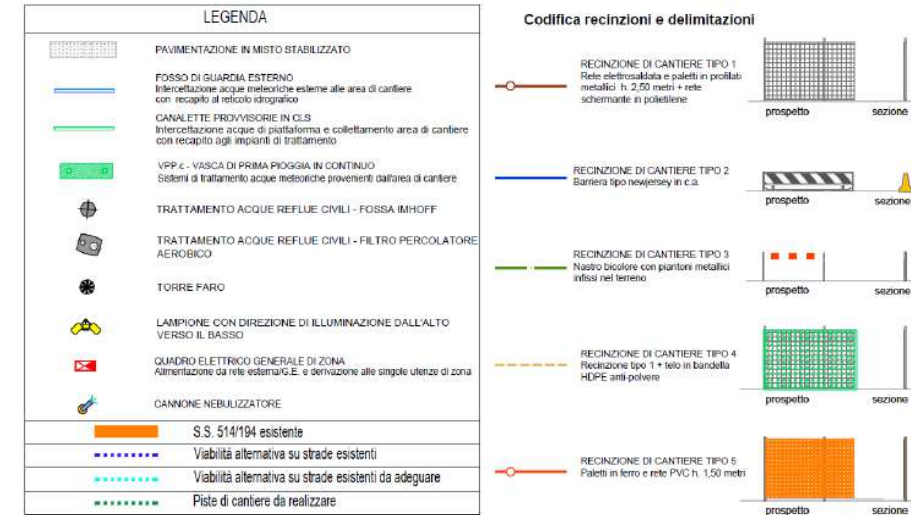 LEGENDA
PAVIMENTAZIONE IN MISTO STABILIZZATO
FOSSO DI GUARDIA ESTERNO
Intercettazione acque meteoriche esterne alle area di cantiere
con recapito al reticolo idrografico
CANALETTE PROVVISORIE IN CLS
Intercettazione acque di piattaforma e collettamento area di cantiere
con recapito agli impianti di trattamento
VPP.c - VASCA DI PRIMA PIOGGIA IN CONTINUO
Sistemi di trattamento acque meteoriche provenienti dall'area di cantiere
TRATTAMENTO ACQUE REFLUE CIVILI - FOSSA IMHOFF
TRATTAMENTO ACQUE REFLUE CIVILI - FILTRO PERCOLATORE
AEROBICO
TORRE FARO
LAMPIONE CON DIREZIONE DI ILLUMINAZIONE DALL'ALTO
VERSO IL BASSO
QUADRO ELETTRICO GENERALE DI ZONA
Alimentazione da rete esterna/G.E. e derivazione alle singole utenze di zona
CANNONE NEBULIZZATORE
S.S. 514/194 esistente
Viabilità alternativa su strade esistenti
Viabilità alternativa su strade esistenti da adeguare
Piste di cantiere da realizzare
Codifica recinzioni e delimitazioni
RECINZIONE DI CANTIERE TIPO 1
Rete elettrosaldata e paletti in profilati
metallici h. 2,50 metri + rete
schermante in polietilene
prospetto sezione
RECINZIONE DI CANTIERE TIPO 2
Barriera tipo newjersey in c.a.
prospetto sezione
RECINZIONE DI CANTIERE TIPO 3
Nastro bicolore con piantoni metallici
infissi nel terreno
prospetto sezione
RECINZIONE DI CANTIERE TIPO 4
Recinzione tipo 1 + telo in bandella
HDPE anti-polvere
prospetto sezione
RECINZIONE DI CANTIERE TIPO 5
Paletti in ferro e rete PVC h. 1,50 metri
prospetto sezione